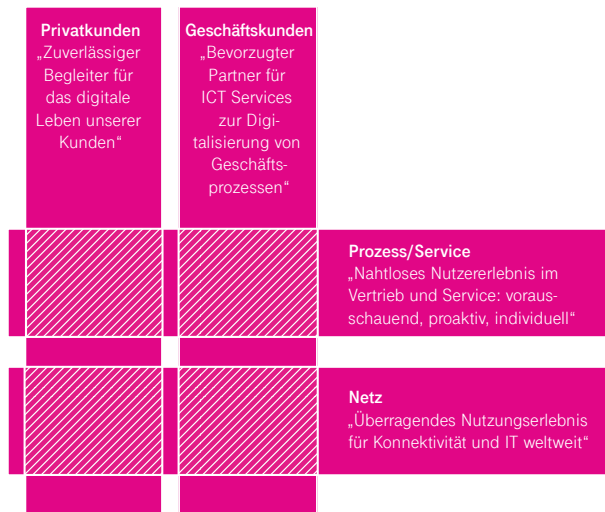 Privatkunden
„Zuverlässiger
Begleiter für
das digitale
Leben unserer
Kunden“
Geschäftskunden
„Bevorzugter
Partner für
ICT Services
zur Digi-
talisierung von
Geschäfts-
prozessen“
Prozess/Service
„Nahtloses Nutzererlebnis im
Vertrieb und Service: voraus-
schauend, proaktiv, individuell“
Netz
„Überragendes Nutzungserlebnis
für Konnektivität und IT weltweit“